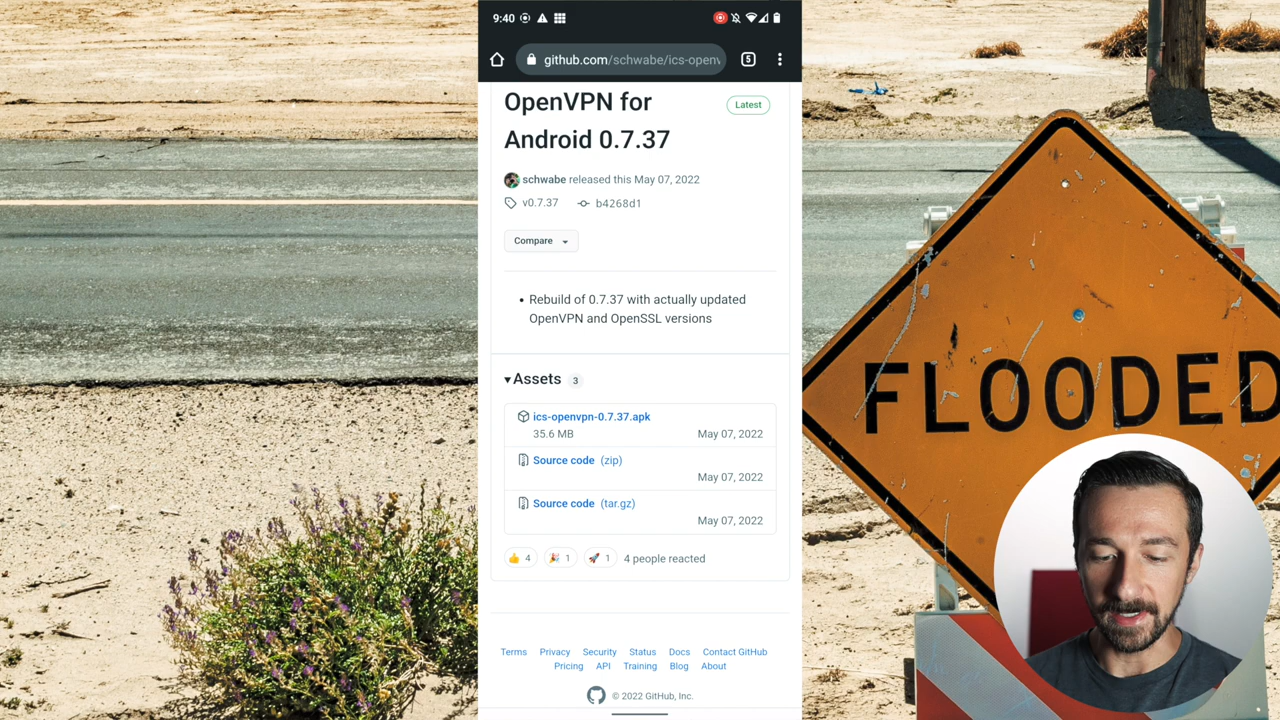 9:40
github.com/schwabe/ics-openv
5
OpenVPN for
Android 0.7.37
Latest
schwabe released this May 07, 2022
v0.7.37 b4268d1
Compare
• Rebuild of 0.7.37 with actually updated
OpenVPN and OpenSSL versions
Assets 3
ics-openvpn-0.7.37.apk
35.6 MB May 07, 2022
Source code (zip)
May 07, 2022
Source code (tar.gz)
May 07, 2022
👍 4 🎉 1 🚀 1 4 people reacted
Terms Privacy Security Status Docs Contact GitHub
Pricing API Training Blog About
© 2022 GitHub, Inc.
FLOODED